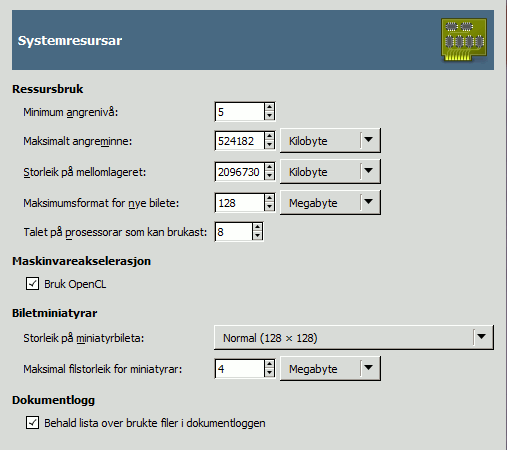 Systemresursar
Ressursbruk
Minimum angrenivå: 5
Maksimalt angreminne: 524182 Kilobyte
Storleik på mellomlageret: 2096730 Kilobyte
Maksimumsformat for nye bilete: 128 Megabyte
Talet på prosessorar som kan brukast: 8
Maskinvareakselerasjon
Bruk OpenCL
Biletminiatyrar
Storleik på miniatyrbileta: Normal (128 × 128)
Maksimal filstorleik for miniatyrar: 4 Megabyte
Dokumentlogg
Behald lista over brukte filer i dokumentloggen